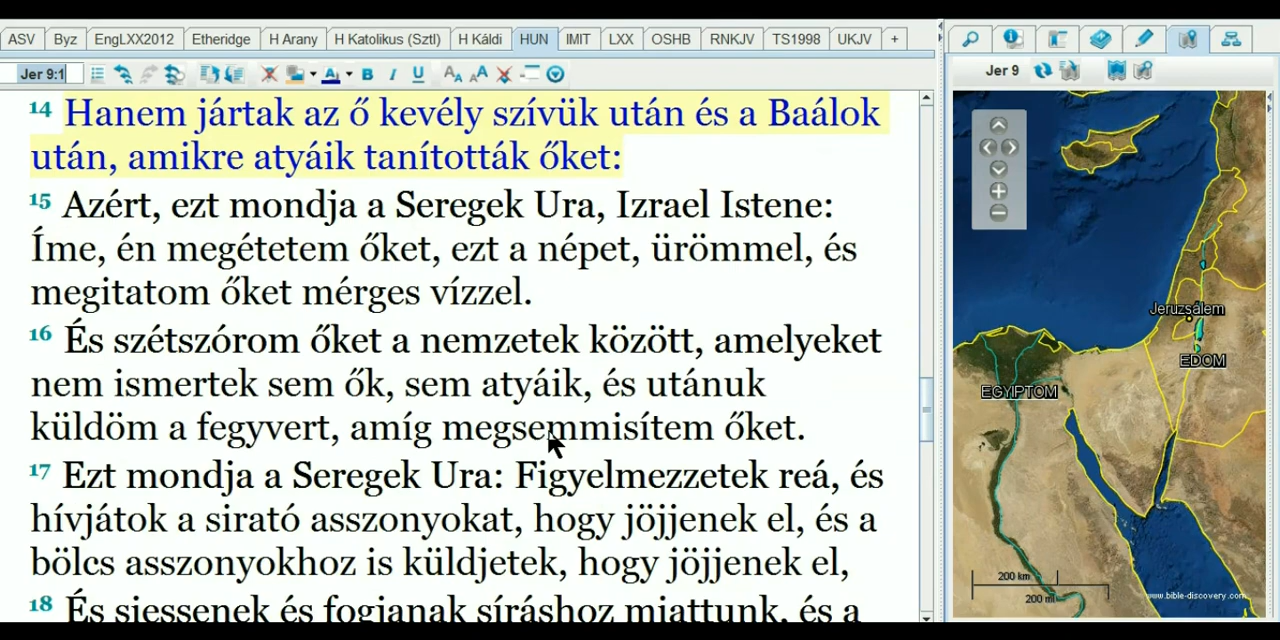 ASV Byz EngLXX2012 Etheridge H Arany H Katolikus (Sztl) H Káldi HUN IMIT LXX OSHB RNKJV TS1998 UKJV +
Jer 9:1
B I U
Jer 9
14 Hanem jártak az ő kevély szívük után és a Baálok
után, amikre atyáik tanították őket:
15 Azért, ezt mondja a Seregek Ura, Izrael Istene:
Íme, én megétetem őket, ezt a népet, ürömmel, és
megitatom őket mérges vízzel.
16 És szétszórom őket a nemzetek között, amelyeket
nem ismertek sem ők, sem atyáik, és utánuk
küldöm a fegyvert, amíg megsemmisítem őket.
17 Ezt mondja a Seregek Ura: Figyelmezzetek reá, és
hívjátok a sirató asszonyokat, hogy jöjjenek el, és a
bölcs asszonyokhoz is küldjetek, hogy jöjjenek el,
18 És siessenek és fogjanak síráshoz miattunk, és a
Jeruzsálem
EDOM
EGYIPTOM
200 km
200 mi
www.bible-discovery.com